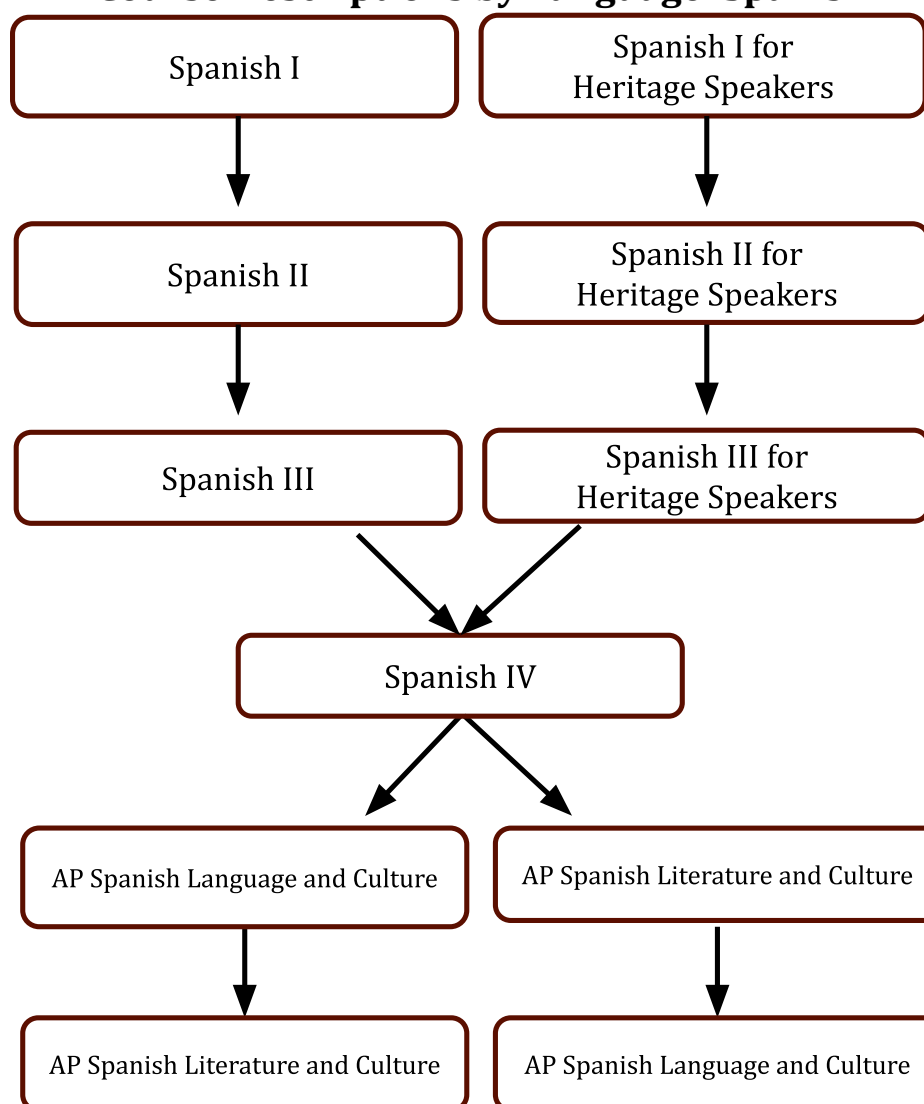 Spanish I
Spanish I for
Heritage Speakers
Spanish II
Spanish II for
Heritage Speakers
Spanish III
Spanish III for
Heritage Speakers
Spanish IV
AP Spanish Language and Culture
AP Spanish Literature and Culture
AP Spanish Literature and Culture
AP Spanish Language and Culture